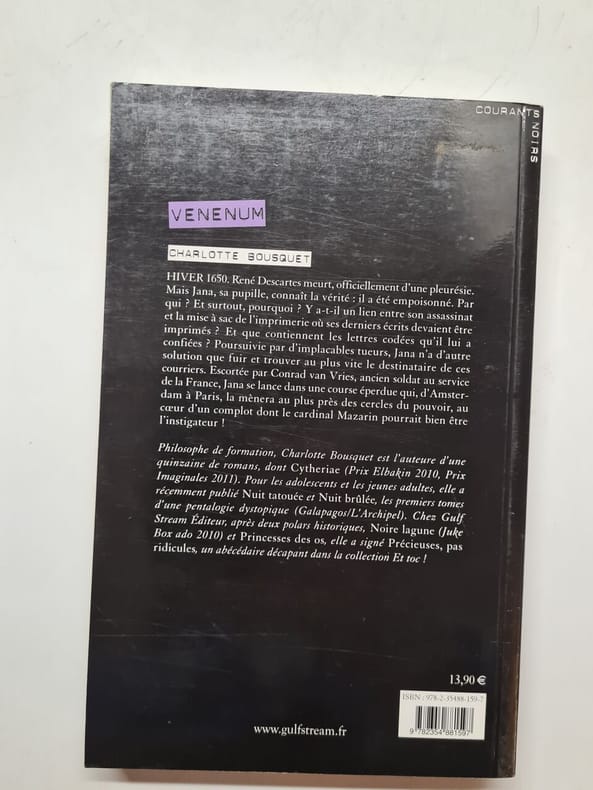 COURANTS
NOIRS
VENENUM
CHARLOTTE BOUSQUET
HIVER 1650. René Descartes meurt, officiellement d'une pleurésie.
Mais Jana, sa pupille, connaît la vérité : il a été empoisonné. Par
qui ? Et surtout, pourquoi ? Y a-t-il un lien entre son assassinat
et la mise à sac de l'imprimerie où ses derniers écrits devaient être
imprimés ? Et que contiennent les lettres codées qu'il lui a
confiées ? Poursuivie par d'implacables tueurs, Jana n'a d'autre
solution que fuir et trouver au plus vite le destinataire de ces
courriers. Escortée par Conrad van Vries, ancien soldat au service
de la France, Jana se lance dans une course éperdue qui, d'Amster-
dam à Paris, la mènera au plus près des cercles du pouvoir, au
cœur d'un complot dont le cardinal Mazarin pourrait bien être
l'instigateur !
Philosophe de formation, Charlotte Bousquet est l'auteure d'une
quinzaine de romans, dont Cytheriae (Prix Elbakin 2010, Prix
Imaginales 2011). Pour les adolescents et les jeunes adultes, elle a
récemment publié Nuit tatouée et Nuit brûlée, les premiers tomes
d'une pentalogie dystopique (Galapagos/L'Archipel). Chez Gulf
Stream Éditeur, après deux polars historiques, Noire lagune (Juke
Box ado 2010) et Princesses des os, elle a signé Précieuses, pas
ridicules, un abécédaire décapant dans la collection Et toc !
13,90 €
ISBN : 978-2-35488-159-7
9 782354 881597
www.gulfstream.fr